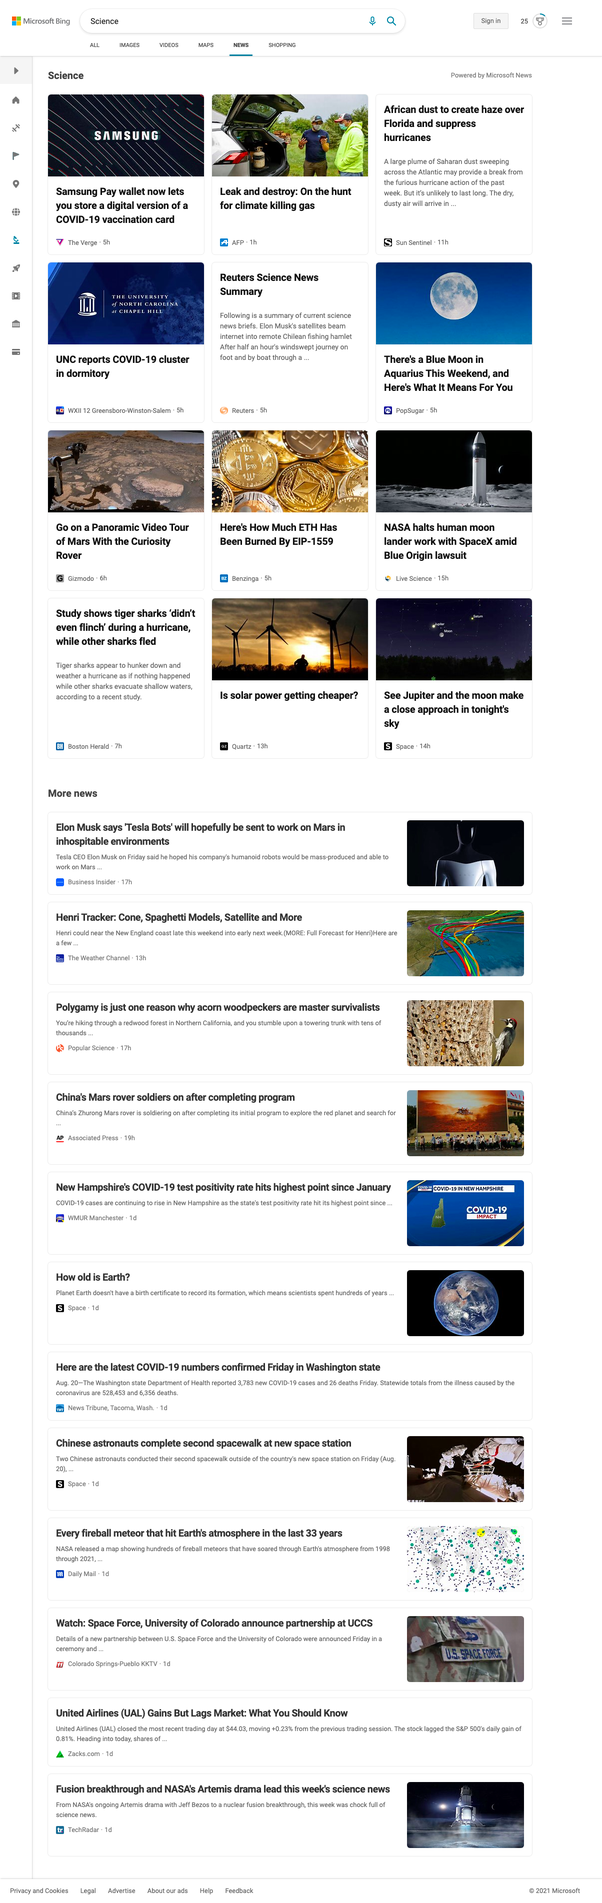 Microsoft Bing
Science
Sign in
25
ALL IMAGES VIDEOS MAPS NEWS SHOPPING
Science
Powered by Microsoft News
SAMSUNG
Samsung Pay wallet now lets
you store a digital version of a
COVID-19 vaccination card
The Verge · 5h
Leak and destroy: On the hunt
for climate killing gas
AFP · 1h
African dust to create haze over
Florida and suppress
hurricanes
A large plume of Saharan dust sweeping
across the Atlantic may provide a break from
the furious hurricane action of the past
week. But it's unlikely to last long. The dry,
dusty air will arrive in ...
Sun Sentinel · 11h
THE UNIVERSITY
of NORTH CAROLINA
at CHAPEL HILL
UNC reports COVID-19 cluster
in dormitory
WXII 12 Greensboro-Winston-Salem · 5h
Reuters Science News
Summary
Following is a summary of current science
news briefs. Elon Musk's satellites beam
internet into remote Chilean fishing hamlet
After half an hour's windswept journey on
foot and by boat through a ...
Reuters · 5h
There's a Blue Moon in
Aquarius This Weekend, and
Here's What It Means For You
PopSugar · 5h
Go on a Panoramic Video Tour
of Mars With the Curiosity
Rover
Gizmodo · 6h
Here's How Much ETH Has
Been Burned By EIP-1559
Benzinga · 5h
NASA halts human moon
lander work with SpaceX amid
Blue Origin lawsuit
Live Science · 15h
Study shows tiger sharks 'didn't
even flinch' during a hurricane,
while other sharks fled
Tiger sharks appear to hunker down and
weather a hurricane as if nothing happened
while other sharks evacuate shallow waters,
according to a recent study.
Boston Herald · 7h
Is solar power getting cheaper?
Quartz · 13h
Jupiter
Moon
Saturn
See Jupiter and the moon make
a close approach in tonight's
sky
Space · 14h
More news
Elon Musk says 'Tesla Bots' will hopefully be sent to work on Mars in
inhospitable environments
Tesla CEO Elon Musk on Friday said he hoped his company's humanoid robots would be mass-produced and able to
work on Mars ...
Business Insider · 17h
Henri Tracker: Cone, Spaghetti Models, Satellite and More
Henri could near the New England coast late this weekend into early next week.(MORE: Full Forecast for Henri)Here are
a few ...
The Weather Channel · 13h
Polygamy is just one reason why acorn woodpeckers are master survivalists
You're hiking through a redwood forest in Northern California, and you stumble upon a towering trunk with tens of
thousands ...
Popular Science · 17h
China's Mars rover soldiers on after completing program
China's Zhurong Mars rover is soldiering on after completing its initial program to explore the red planet and search for
...
AP Associated Press · 19h
New Hampshire's COVID-19 test positivity rate hits highest point since January
COVID-19 cases are continuing to rise in New Hampshire as the state's test positivity rate hit its highest point since ...
WMUR Manchester · 1d
COVID-19 IN NEW HAMPSHIRE
COVID-19
IMPACT
How old is Earth?
Planet Earth doesn't have a birth certificate to record its formation, which means scientists spent hundreds of years ...
Space · 1d
Here are the latest COVID-19 numbers confirmed Friday in Washington state
Aug. 20—The Washington state Department of Health reported 3,783 new COVID-19 cases and 26 deaths Friday. Statewide totals from the illness caused by the
coronavirus are 528,453 and 6,356 deaths.
News Tribune, Tacoma, Wash. · 1d
Chinese astronauts complete second spacewalk at new space station
Two Chinese astronauts conducted their second spacewalk outside of the country's new space station on Friday (Aug.
20), ...
Space · 1d
Every fireball meteor that hit Earth's atmosphere in the last 33 years
NASA released a map showing hundreds of fireball meteors that have soared through Earth's atmosphere from 1998
through 2021, ...
Daily Mail · 1d
Watch: Space Force, University of Colorado announce partnership at UCCS
Details of a new partnership between U.S. Space Force and the University of Colorado were announced Friday in a
ceremony and ...
Colorado Springs-Pueblo KKTV · 1d
U.S. SPACE FORCE
United Airlines (UAL) Gains But Lags Market: What You Should Know
United Airlines (UAL) closed the most recent trading day at $44.03, moving +0.23% from the previous trading session. The stock lagged the S&P 500's daily gain of
0.81%. Heading into today, shares of ...
Zacks.com · 1d
Fusion breakthrough and NASA's Artemis drama lead this week's science news
From NASA's ongoing Artemis drama with Jeff Bezos to a nuclear fusion breakthrough, this week was chock full of
science news.
tr TechRadar · 1d
Privacy and Cookies Legal Advertise About our ads Help Feedback
© 2021 Microsoft